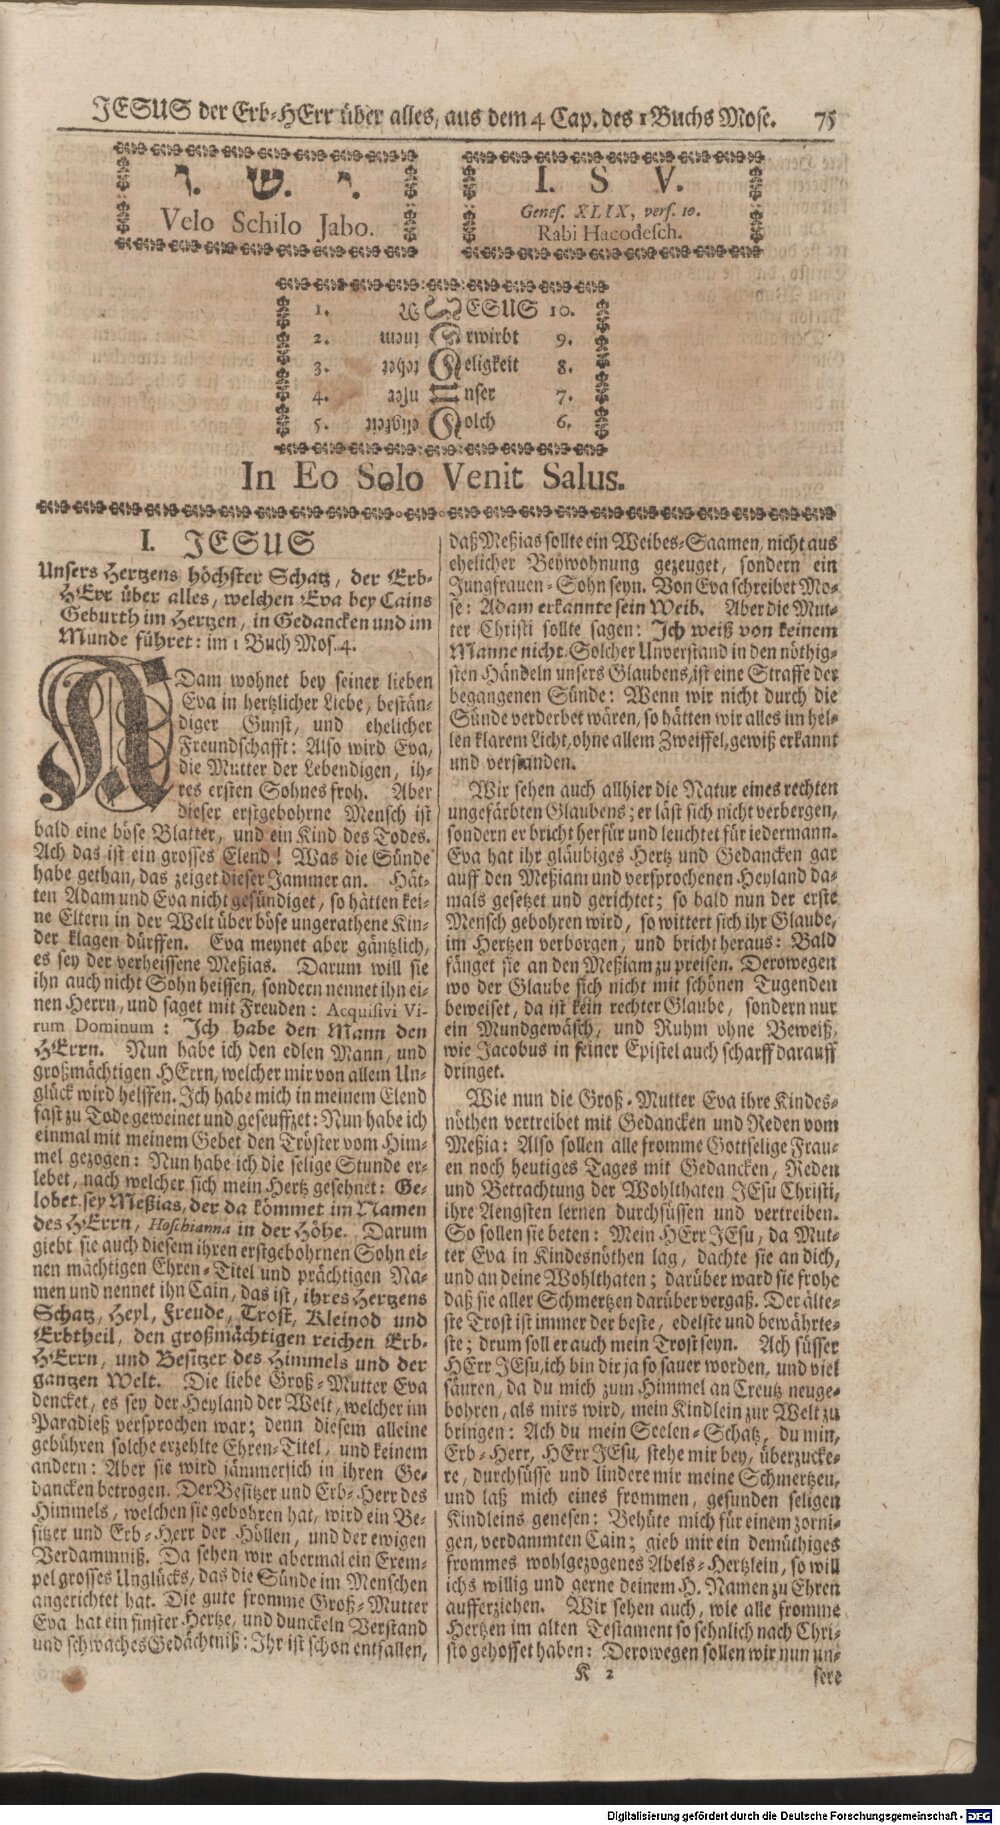 JESUS der Erb-HErr über alles, aus dem 4 Cap. des 1 Buchs Mose. 75
י. ש. ו.
Velo Schilo Jabo.
I. S V.
Genes. XLIX, vers. 10.
Rabi Hacodesch.
1. JESUS 10.
2. Erwirbt 9.
3. Seligkeit 8.
4. Unser 7.
5. Solch 6.
In Eo Solo Venit Salus.
I. JESUS
Unsers Hertzens höchster Schatz, der Erb-
HErr über alles, welchen Eva bey Cains
Geburth im Hertzen, in Gedancken und im
Munde führet: im 1 Buch Mos. 4.
ADam wohnet bey seiner lieben
Eva in hertzlicher Liebe, bestän-
diger Gunst, und ehelicher
Freundschafft: Also wird Eva,
die Mutter der Lebendigen, ih-
res ersten Sohnes froh. Aber
dieser erstgebohrne Mensch ist
bald eine böse Blatter, und ein Kind des Todes.
Ach das ist ein grosses Elend! Was die Sünde
habe gethan, das zeiget dieser Jammer an. Hät-
ten Adam und Eva nicht gesündiget, so hätten kei-
ne Eltern in der Welt über böse ungerathene Kin-
der klagen dürffen. Eva meynet aber gäntzlich,
es sey der verheissene Meßias. Darum will sie
ihn auch nicht Sohn heissen, sondern nennet ihn ei-
nen Herrn, und saget mit Freuden: Acquisivi Vi-
rum Dominum: Ich habe den Mann den
HErrn. Nun habe ich den edlen Mann, und
großmächtigen HErrn, welcher mir von allem Un-
glück wird helffen. Ich habe mich in meinem Elend
fast zu Tode geweinet und geseuffzet: Nun habe ich
einmal mit meinem Gebet den Tröster vom Him-
mel gezogen: Nun habe ich die selige Stunde er-
lebet, nach welcher sich mein Hertz gesehnet: Ge-
lobet sey Meßias, der da kömmet im Namen
des HErrn, Hoschianna in der Höhe. Darum
giebt sie auch diesem ihren erstgebohrnen Sohn ei-
nen mächtigen Ehren-Titel und prächtigen Na-
men und nennet ihn Cain, das ist, ihres Hertzens
Schatz, Heyl, Freude, Trost, Kleinod und
Erbtheil, den großmächtigen reichen Erb-
HErrn, und Besitzer des Himmels und der
gantzen Welt. Die liebe Groß-Mutter Eva
dencket, es sey der Heyland der Welt, welcher im
Paradieß versprochen war; denn diesem alleine
gebühren solche erzehlte Ehren-Titel, und keinem
andern: Aber sie wird jämmersich in ihren Ge-
dancken betrogen. Der Besitzer und Erb-Herr des
Himmels, welchen sie gebohren hat, wird ein Be-
sitzer und Erb-Herr der Höllen, und der ewigen
Verdammniß. Da sehen wir abermal ein Exem-
pel grosses Unglücks, das die Sünde im Menschen
angerichtet hat. Die gute fromme Groß-Mutter
Eva hat ein finster Hertze, und dunckeln Verstand
und schwaches Gedächtniß: Ihr ist schon entfallen,
daß Meßias sollte ein Weibes-Saamen, nicht aus
ehelicher Beywohnung gezeuget, sondern ein
Jungfrauen-Sohn seyn. Von Eva schreibet Mo-
se: Adam erkannte sein Weib. Aber die Mut-
ter Christi sollte sagen: Ich weiß von keinem
Manne nicht. Solcher Unverstand in den nöthig-
sten Händeln unsers Glaubens, ist eine Straffe der
begangenen Sünde: Wenn wir nicht durch die
Sünde verderbet wären, so hätten wir alles im hel-
len klarem Licht, ohne allem Zweiffel, gewiß erkannt
und verstanden.
Wir sehen auch allhier die Natur eines rechten
ungefärbten Glaubens; er läst sich nicht verbergen,
sondern er bricht herfür und leuchtet für iedermann.
Eva hat ihr gläubiges Hertz und Gedancken gar
auff den Meßiam und versprochenen Heyland da-
mals gesetzet und gerichtet; so bald nun der erste
Mensch gebohren wird, so wittert sich ihr Glaube,
im Hertzen verborgen, und bricht heraus: Bald
fänget sie an den Meßiam zu preisen. Derowegen
wo der Glaube sich nicht mit schönen Tugenden
beweiset, da ist kein rechter Glaube, sondern nur
ein Mundgewäsch, und Ruhm ohne Beweiß,
wie Jacobus in seiner Epistel auch scharff darauff
dringet.
Wie nun die Groß-Mutter Eva ihre Kindes-
nöthen vertreibet mit Gedancken und Reden vom
Meßia: Also sollen alle fromme Gottselige Frau-
en noch heutiges Tages mit Gedancken, Reden
und Betrachtung der Wohlthaten JEsu Christi,
ihre Aengsten lernen durchsüssen und vertreiben.
So sollen sie beten: Mein HErr JEsu, da Mut-
ter Eva in Kindesnöthen lag, dachte sie an dich,
und an deine Wohlthaten; darüber ward sie frohe
daß sie aller Schmertzen darüber vergaß. Der älte-
ste Trost ist immer der beste, edelste und bewährte-
ste; drum soll er auch mein Trost seyn. Ach süsser
HErr JEsu, ich bin dir ja so sauer worden, und viel
säuren, da du mich zum Himmel an Creutz neuge-
bohren, als mirs wird, mein Kindlein zur Welt zu
bringen: Ach du mein Seelen-Schatz, du min,
Erb-Herr, HErr JEsu, stehe mir bey, überzucke-
re, durchsüsse und lindere mir meine Schmertzen,
und laß mich eines frommen, gesunden seligen
Kindleins genesen: Behüte mich für einem zorni-
gen, verdammten Cain; gieb mir ein demüthiges
frommes wohlgezogenes Abels-Hertzlein, so will
ichs willig und gerne deinem H. Namen zu Ehren
aufferziehen. Wir sehen auch, wie alle fromme
Hertzen im alten Testament so sehnlich nach Chri-
sto gehoffet haben: Derowegen sollen wir nun un-
K 2 sere
Digitalisierung gefördert durch die Deutsche Forschungsgemeinschaft - DFG